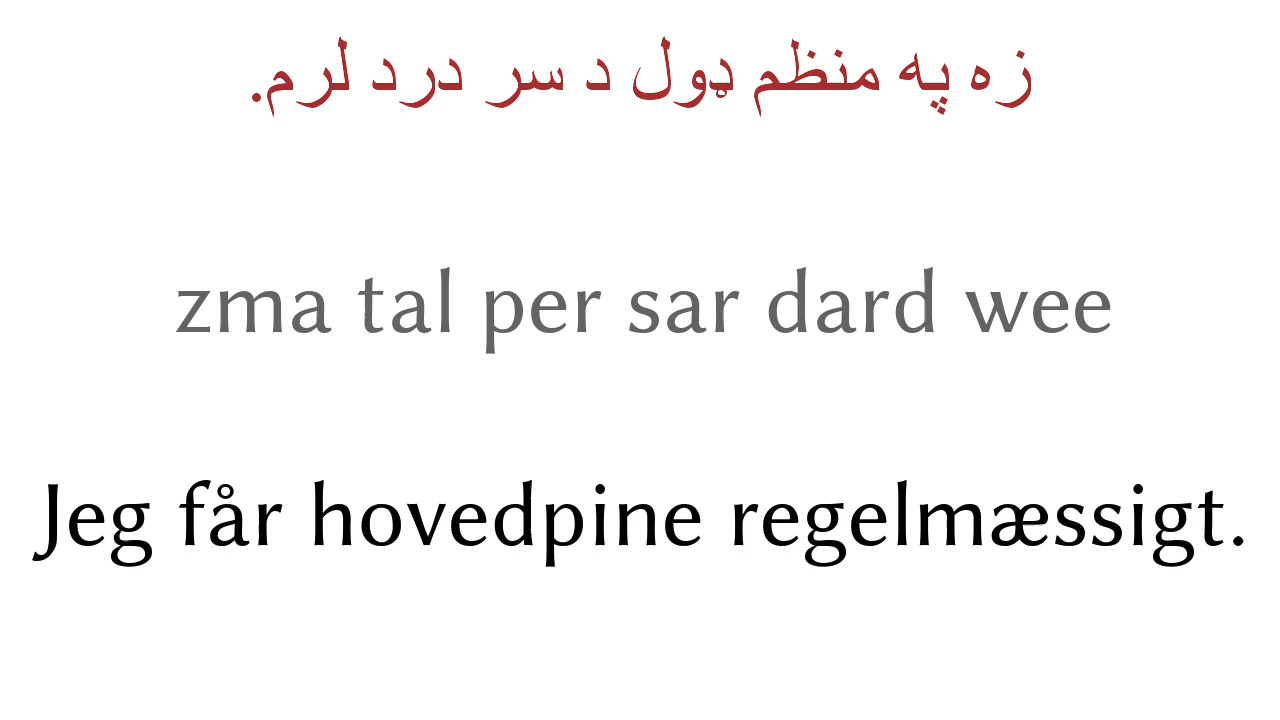 زه په منظم ډول د سر درد لرم.
zma tal per sar dard wee
Jeg får hovedpine regelmæssigt.